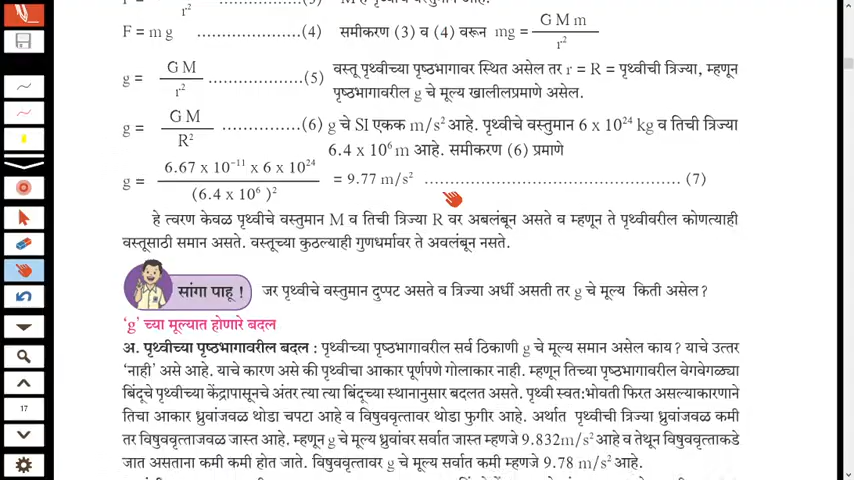 r² M हे पृथ्वीचे वस्तुमान आहे.
F = m g ....................(4) समीकरण (3) व (4) वरून mg = G M m / r²
g = G M / r² ...................(5) वस्तू पृथ्वीच्या पृष्ठभागावर स्थित असेल तर r = R = पृथ्वीची त्रिज्या, म्हणून
पृष्ठभागावरील g चे मूल्य खालीलप्रमाणे असेल.
g = G M / R² ................(6) g चे SI एकक m/s² आहे. पृथ्वीचे वस्तुमान 6 x 10²⁴ kg व तिची त्रिज्या
6.4 x 10⁶ m आहे. समीकरण (6) प्रमाणे
g = 6.67 x 10⁻¹¹ x 6 x 10²⁴ / (6.4 x 10⁶ )² = 9.77 m/s² ...................................................... (7)
हे त्वरण केवळ पृथ्वीचे वस्तुमान M व तिची त्रिज्या R वर अबलंबून असते व म्हणून ते पृथ्वीवरील कोणत्याही
वस्तूसाठी समान असते. वस्तूच्या कुठल्याही गुणधर्मावर ते अवलंबून नसते.
सांगा पाहू ! जर पृथ्वीचे वस्तुमान दुप्पट असते व त्रिज्या अर्धी असती तर g चे मूल्य किती असेल ?
'g' च्या मूल्यात होणारे बदल
अ. पृथ्वीच्या पृष्ठभागावरील बदल : पृथ्वीच्या पृष्ठभागावरील सर्व ठिकाणी g चे मूल्य समान असेल काय ? याचे उत्तर
'नाही' असे आहे. याचे कारण असे की पृथ्वीचा आकार पूर्णपणे गोलाकार नाही. म्हणून तिच्या पृष्ठभागावरील वेगवेगळ्या
बिंदूचे पृथ्वीच्या केंद्रापासूनचे अंतर त्या त्या बिंदूच्या स्थानानुसार बदलत असते. पृथ्वी स्वत:भोवती फिरत असल्याकारणाने
तिचा आकार ध्रुवांजवळ थोडा चपटा आहे व विषुववृत्तावर थोडा फुगीर आहे. अर्थात पृथ्वीची त्रिज्या ध्रुवांजवळ कमी
तर विषुववृत्ताजवळ जास्त आहे. म्हणून g चे मूल्य ध्रुवांवर सर्वात जास्त म्हणजे 9.832m/s² आहे व तेथून विषुववृत्ताकडे
जात असताना कमी कमी होत जाते. विषुववृत्तावर g चे मूल्य सर्वात कमी म्हणजे 9.78 m/s² आहे.
17